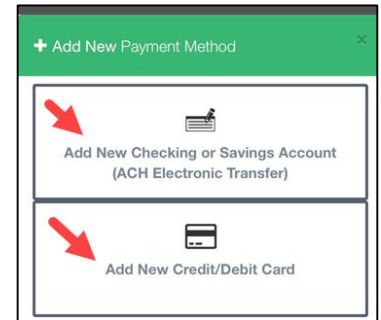 + Add New Payment Method ×
Add New Checking or Savings Account
(ACH Electronic Transfer)
Add New Credit/Debit Card